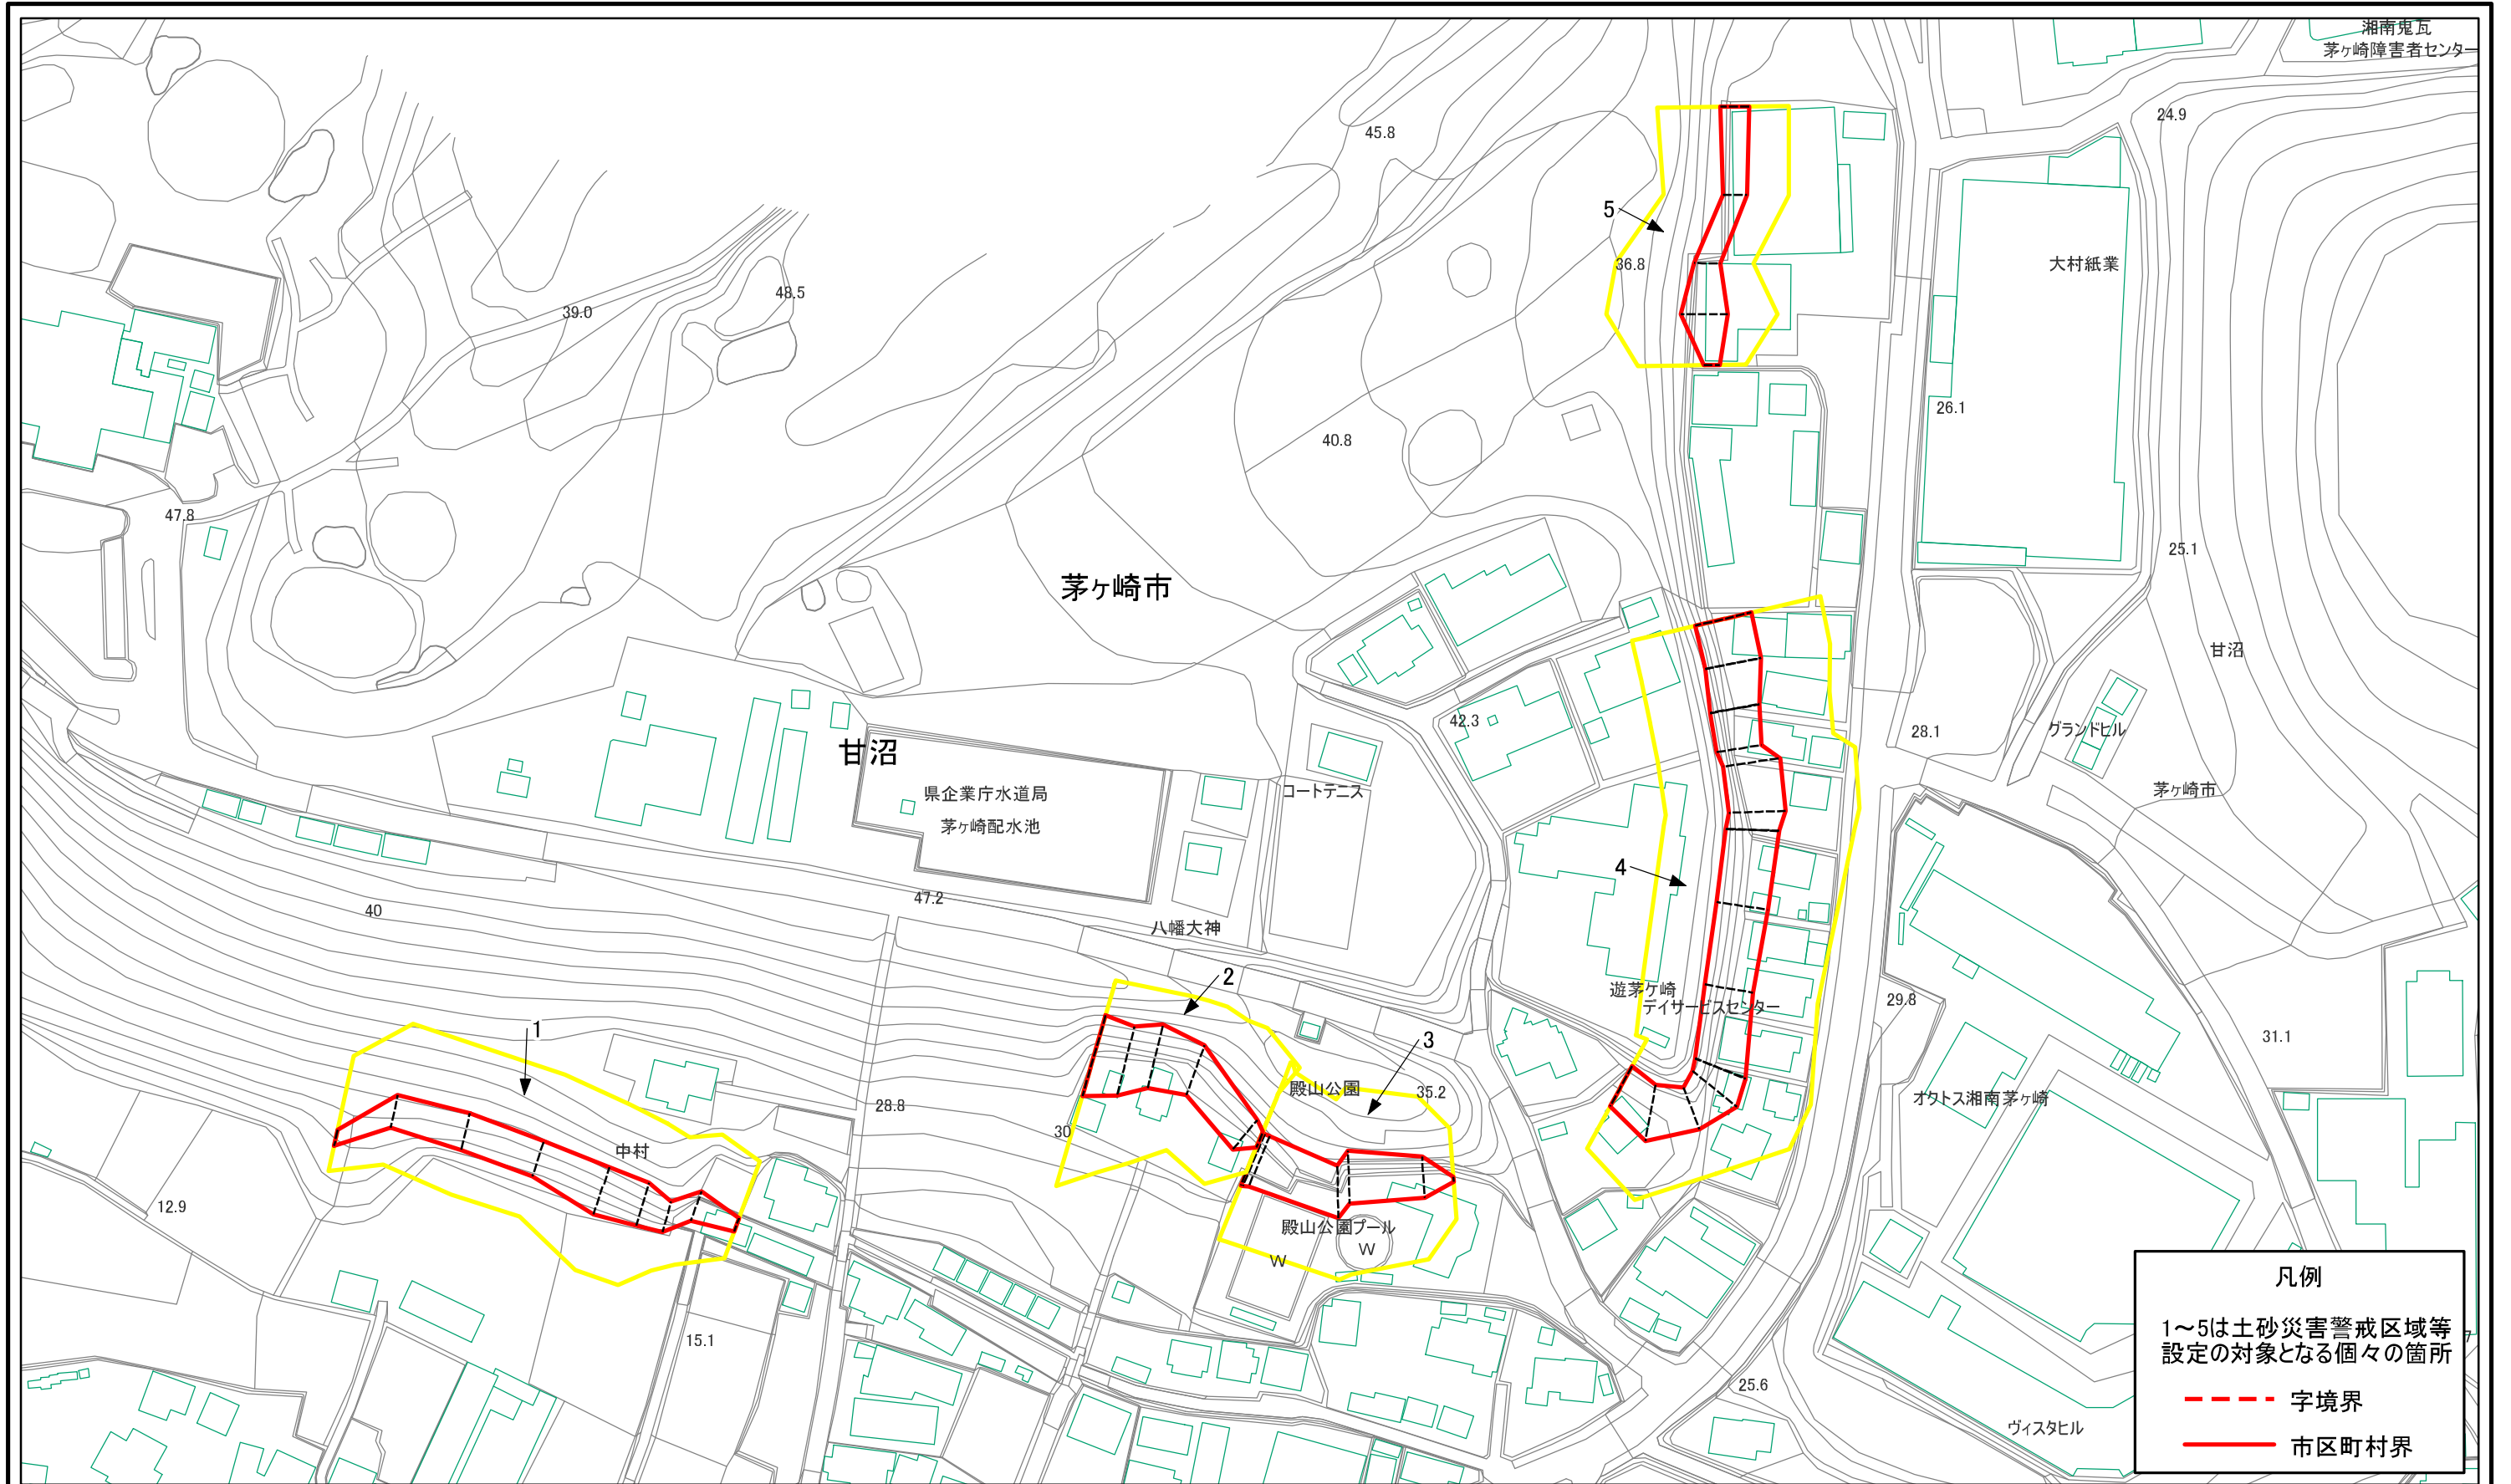 湘南鬼瓦
茅ヶ崎障害者センター
24.9
45.8
5
36.8
大村紙業
48.5
39.0
26.1
40.8
47.8
25.1
茅ヶ崎市
甘沼
42.3
28.1
グランドヒル
甘沼
県企業庁水道局
茅ヶ崎配水池
コートテニス
茅ヶ崎市
4
47.2
40
八幡大神
2
遊茅ケ崎
デイサービスセンター
29.8
1
3
31.1
殿山公園
35.2
オクトス湘南茅ヶ崎
28.8
30
中村
12.9
殿山公園プール
W
W
15.1
25.6
ヴィスタヒル
凡例
1～5は土砂災害警戒区域等
設定の対象となる個々の箇所
字境界
市区町村界